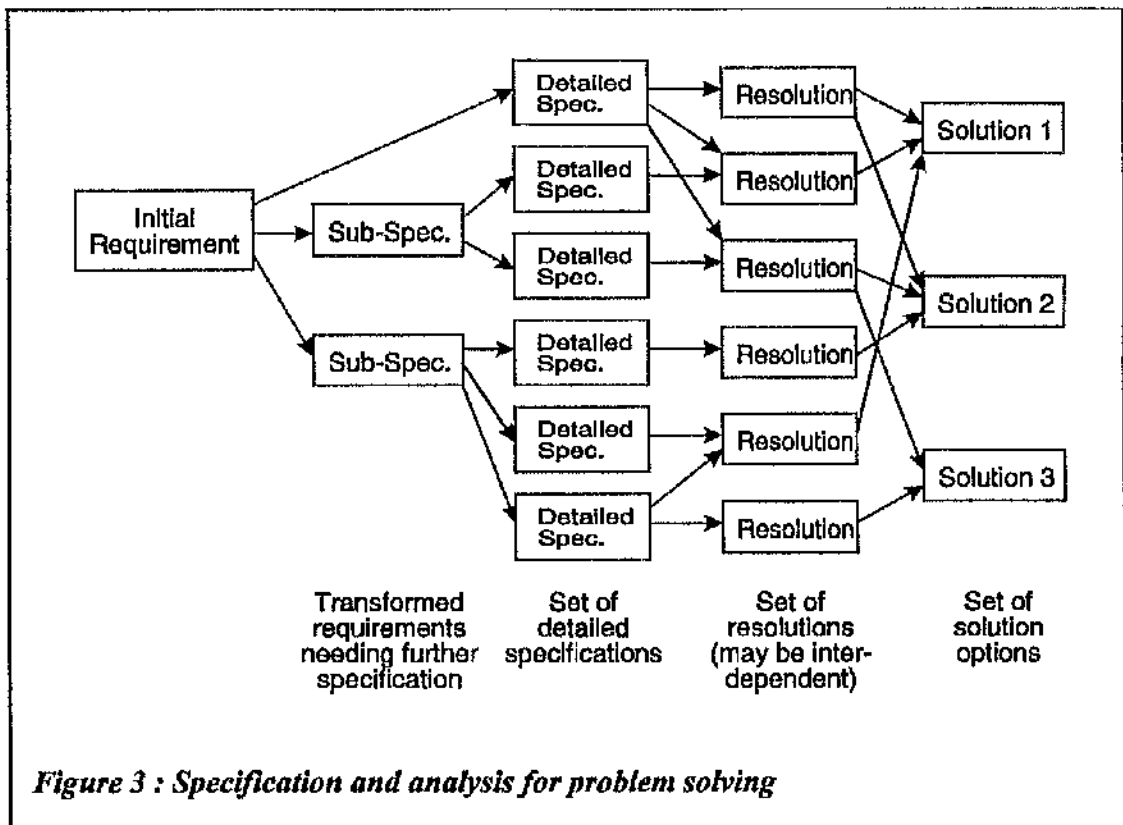 Detailed
Spec.
Resolution
Solution 1
Detailed
Spec.
Resolution
Initial
Requirement
Sub-Spec.
Detailed
Spec.
Resolution
Solution 2
Sub-Spec.
Detailed
Spec.
Resolution
Detailed
Spec.
Resolution
Solution 3
Detailed
Spec.
Resolution
Transformed
requirements
needing further
specification
Set of
detailed
specifications
Set of
resolutions
(may be inter-
dependent)
Set of
solution
options
Figure 3 : Specification and analysis for problem solving